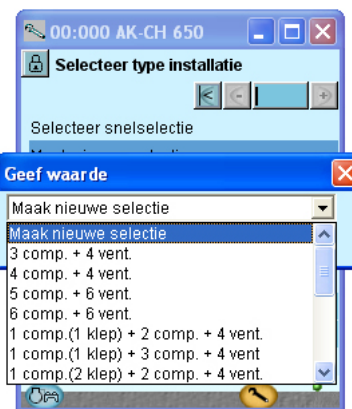 00:000 AK-CH 650
Selecteer type installatie
Selecteer snelselectie
Geef waarde
Maak nieuwe selectie
Maak nieuwe selectie
3 comp. + 4 vent.
4 comp. + 4 vent.
5 comp. + 6 vent.
6 comp. + 6 vent.
1 comp.(1 klep) + 2 comp. + 4 vent.
1 comp.(1 klep) + 3 comp. + 4 vent
1 comp.(2 klep) + 2 comp. + 4 vent.